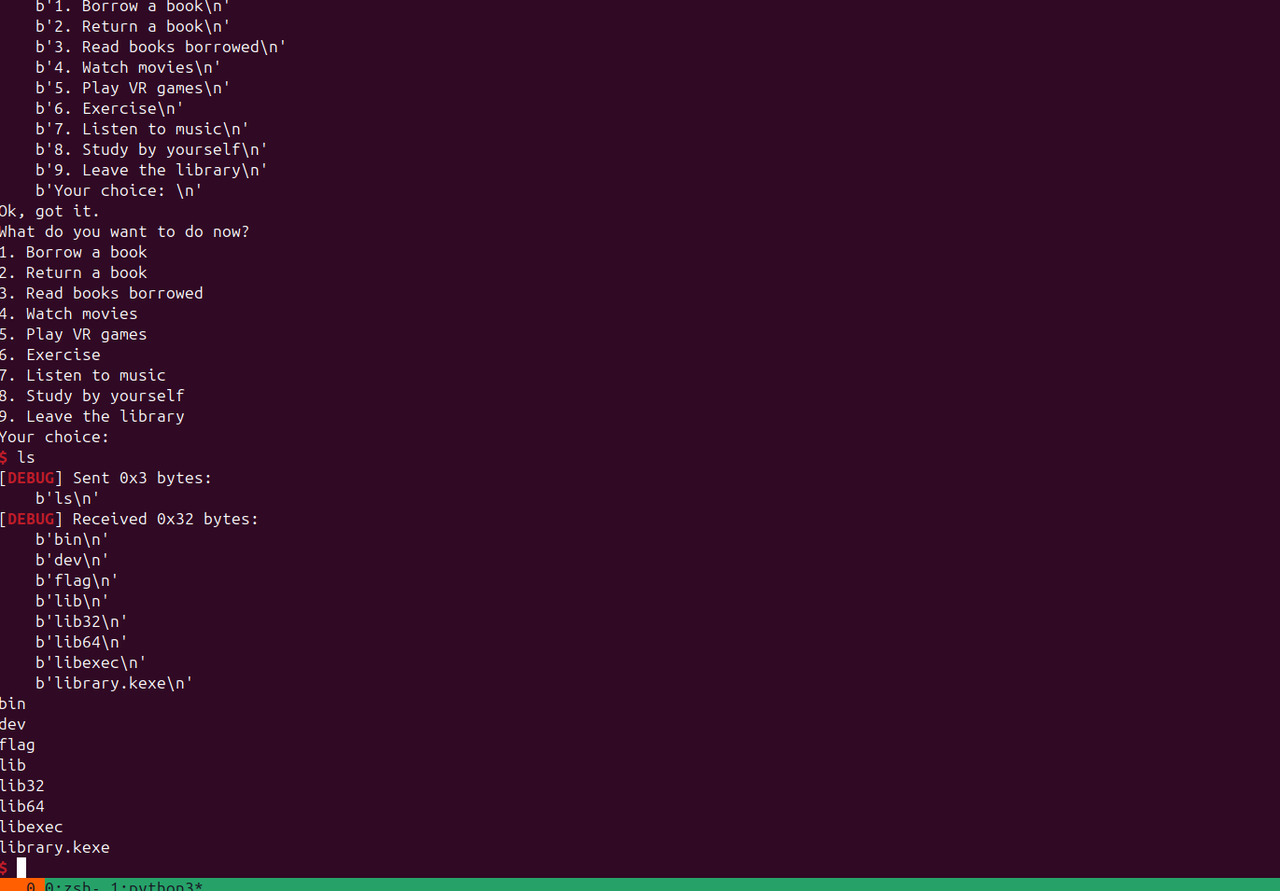 b'1. Borrow a book\n'
b'2. Return a book\n'
b'3. Read books borrowed\n'
b'4. Watch movies\n'
b'5. Play VR games\n'
b'6. Exercise\n'
b'7. Listen to music\n'
b'8. Study by yourself\n'
b'9. Leave the library\n'
b'Your choice: \n'
Ok, got it.
What do you want to do now?
1. Borrow a book
2. Return a book
3. Read books borrowed
4. Watch movies
5. Play VR games
6. Exercise
7. Listen to music
8. Study by yourself
9. Leave the library
Your choice:
$ ls
[DEBUG] Sent 0x3 bytes:
b'ls\n'
[DEBUG] Received 0x32 bytes:
b'bin\n'
b'dev\n'
b'flag\n'
b'lib\n'
b'lib32\n'
b'lib64\n'
b'libexec\n'
b'library.kexe\n'
bin
dev
flag
lib
lib32
lib64
libexec
library.kexe
$
0 0:zsh- 1:python3*